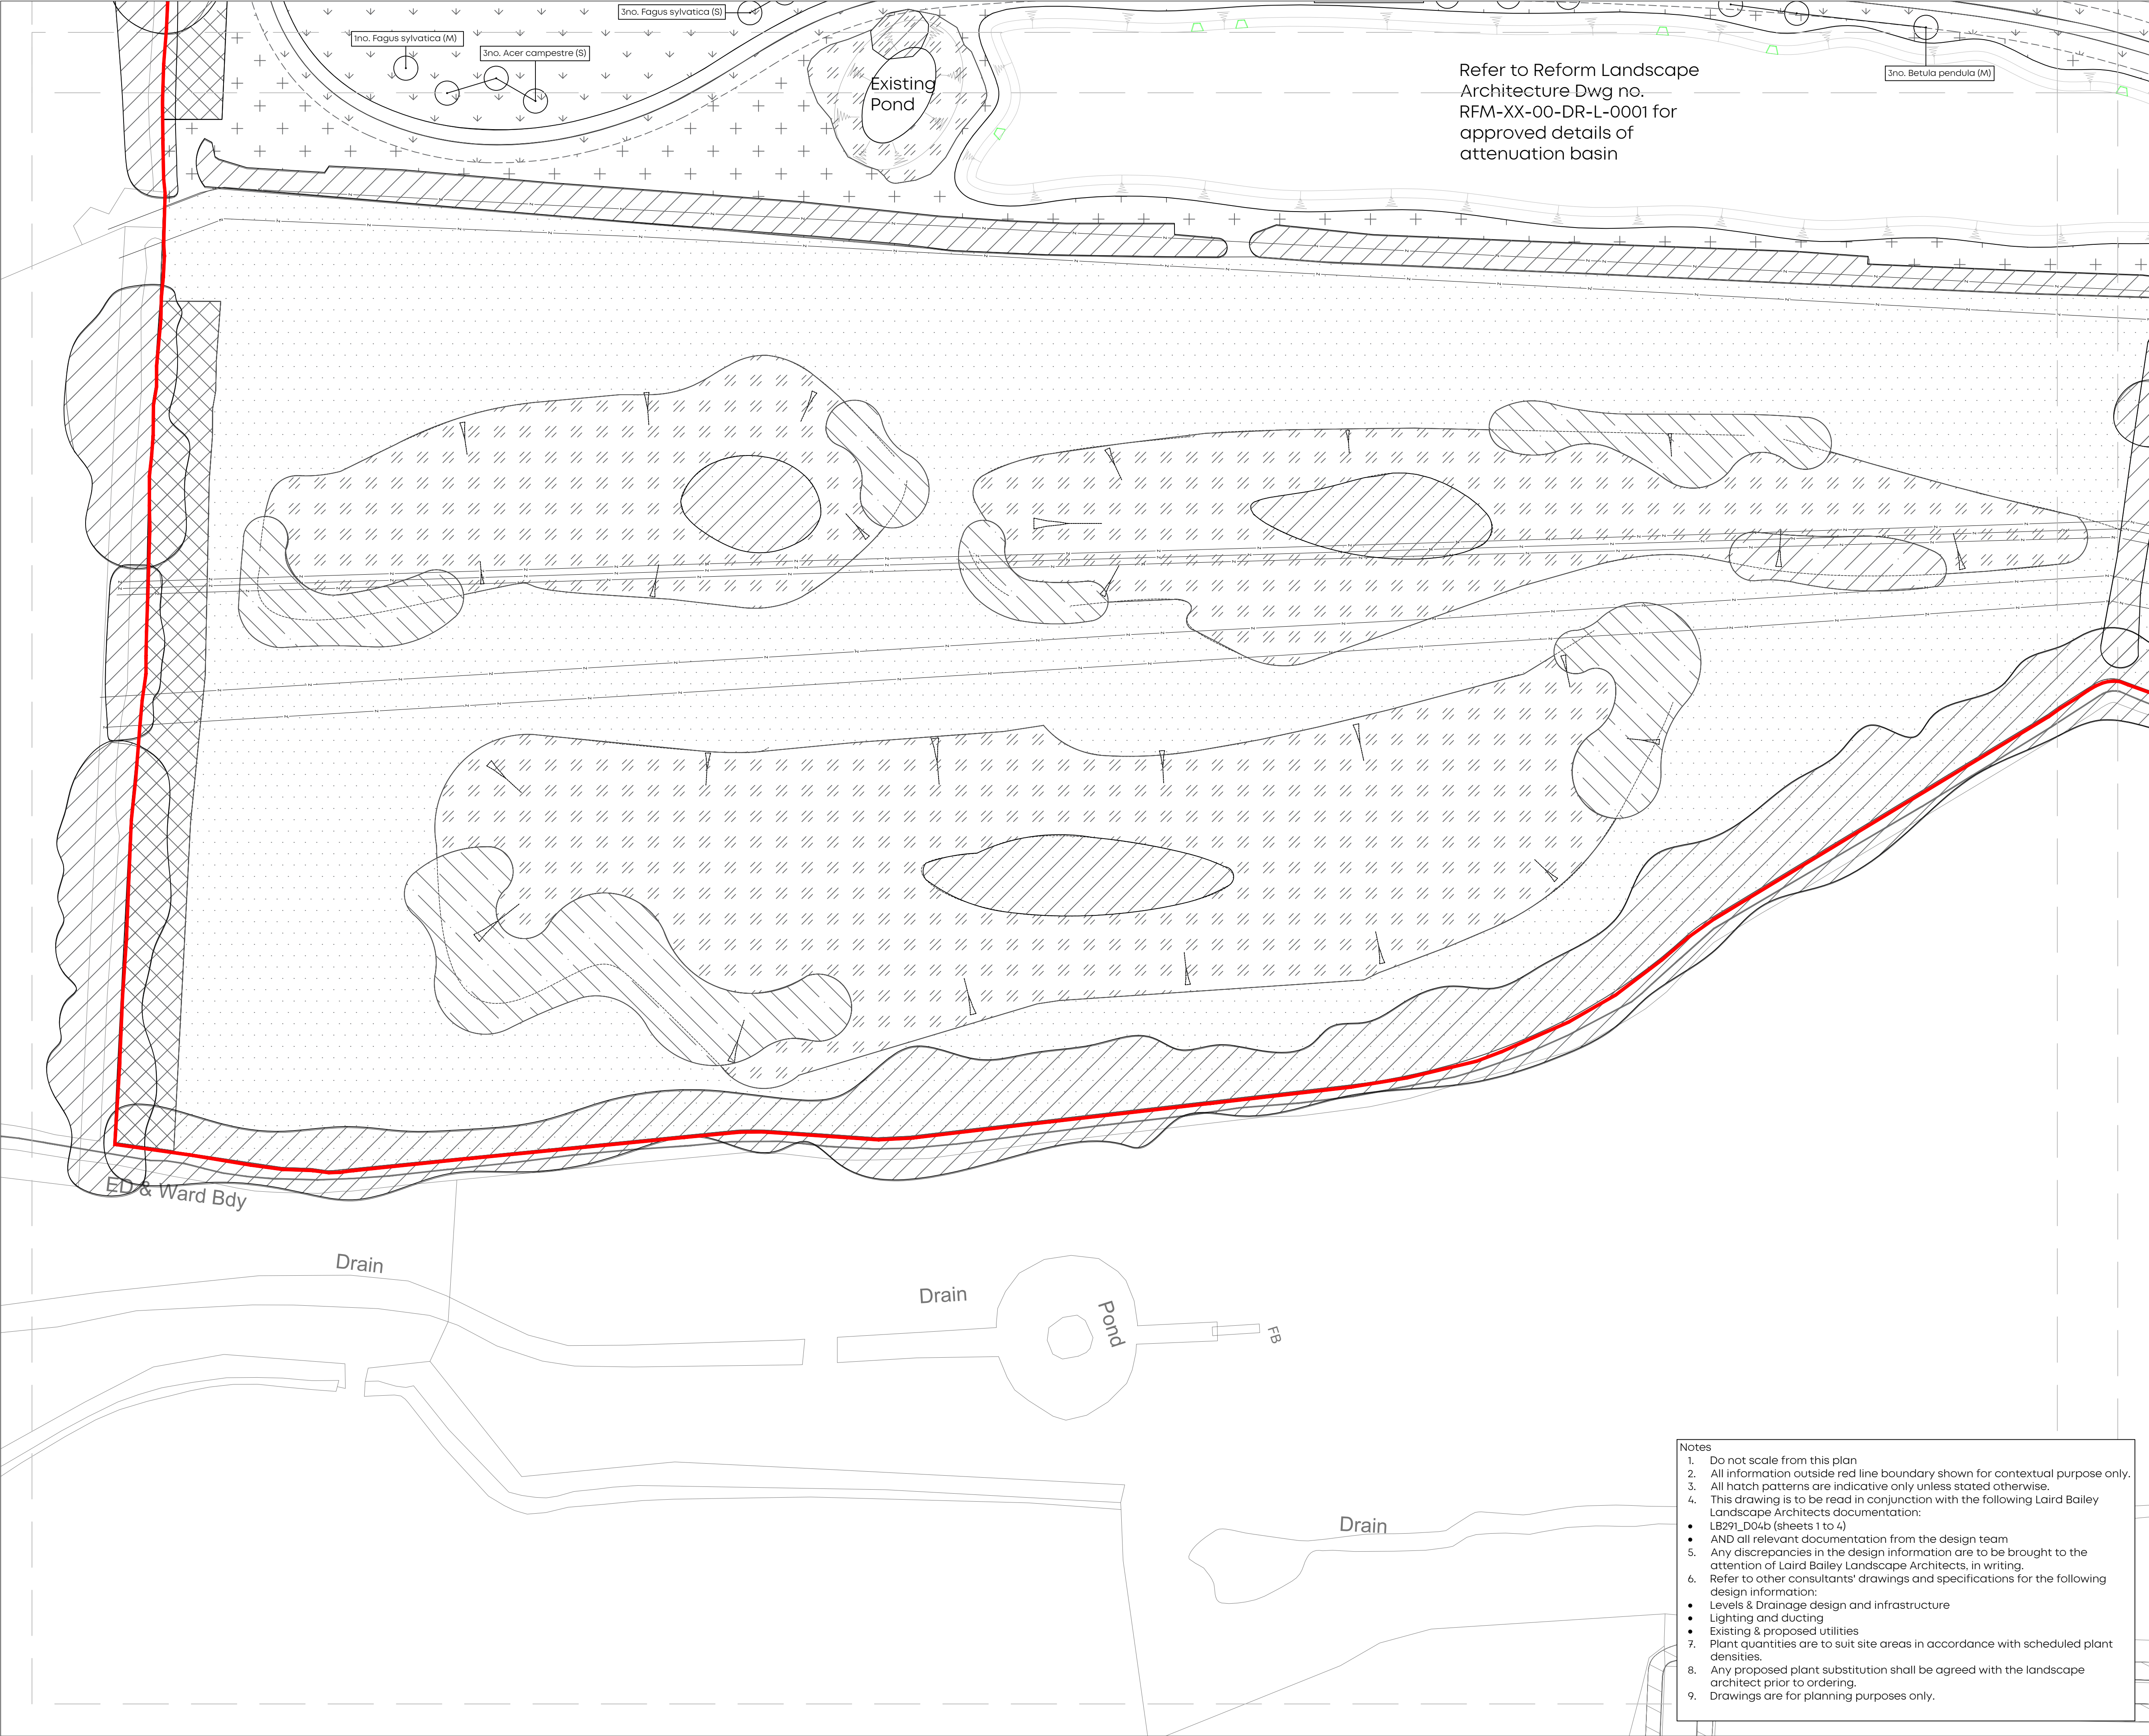 3no. Fagus sylvatica (S)
1no. Fagus sylvatica (M)
3no. Acer campestre (S)
Existing
Pond
Refer to Reform Landscape
Architecture Dwg no.
RFM-XX-00-DR-L-0001 for
approved details of
attenuation basin
3no. Betula pendula (M)
ED & Ward Bdy
Drain
Drain
Pond
FB
Drain
Notes
1. Do not scale from this plan
2. All information outside red line boundary shown for contextual purpose only.
3. All hatch patterns are indicative only unless stated otherwise.
4. This drawing is to be read in conjunction with the following Laird Bailey
Landscape Architects documentation:
• LB291_D04b (sheets 1 to 4)
• AND all relevant documentation from the design team
5. Any discrepancies in the design information are to be brought to the
attention of Laird Bailey Landscape Architects, in writing.
6. Refer to other consultants' drawings and specifications for the following
design information:
• Levels & Drainage design and infrastructure
• Lighting and ducting
• Existing & proposed utilities
7. Plant quantities are to suit site areas in accordance with scheduled plant
densities.
8. Any proposed plant substitution shall be agreed with the landscape
architect prior to ordering.
9. Drawings are for planning purposes only.